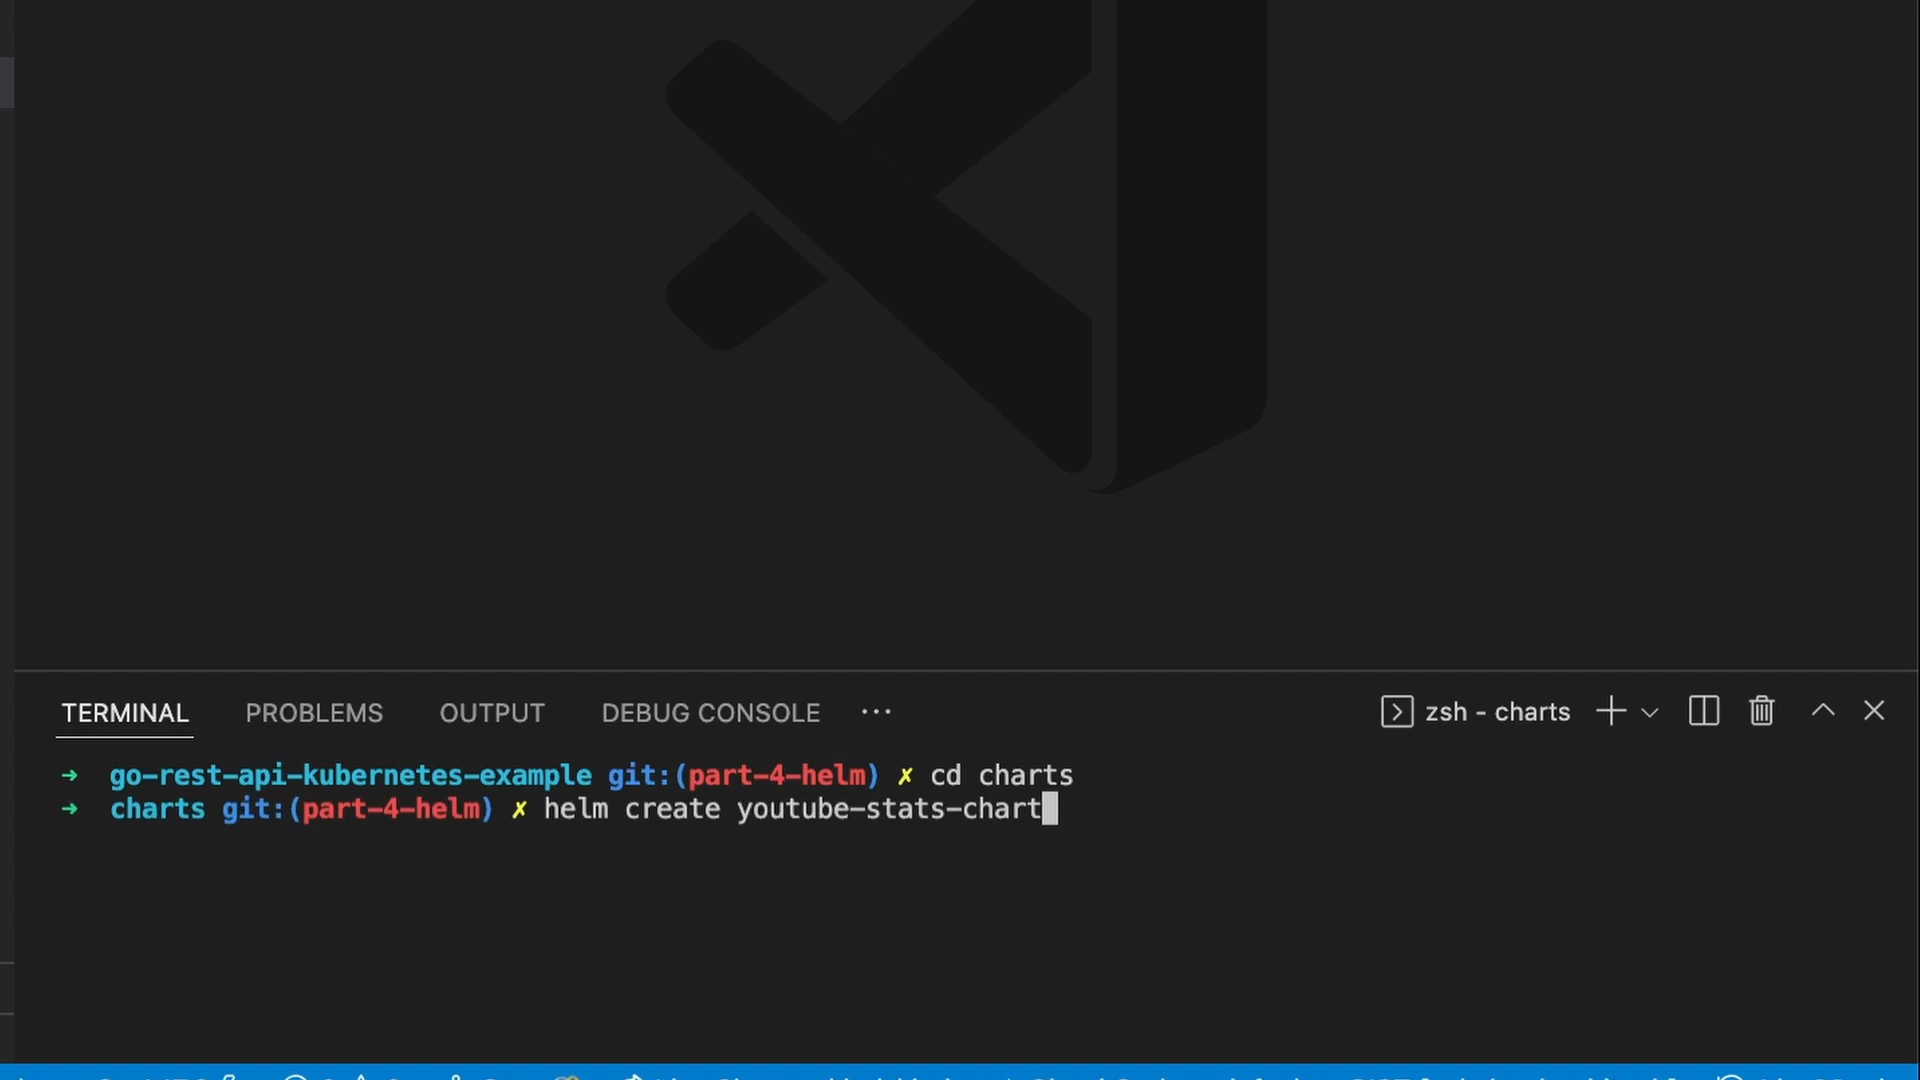 TERMINAL PROBLEMS OUTPUT DEBUG CONSOLE ··· zsh - charts
➜ go-rest-api-kubernetes-example git:(part-4-helm) ✗ cd charts
➜ charts git:(part-4-helm) ✗ helm create youtube-stats-chart